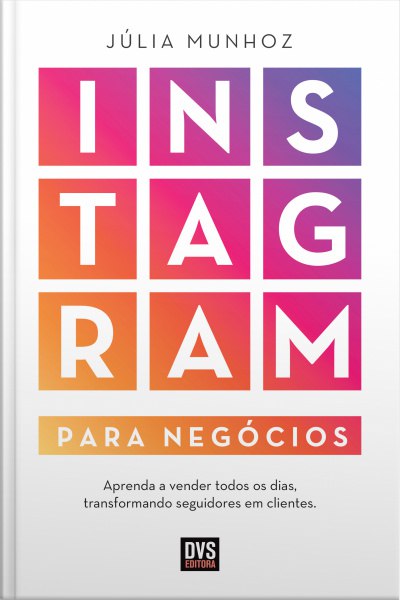 JÚLIA MUNHOZ
INS
TAG
RAM
PARA NEGÓCIOS
Aprenda a vender todos os dias,
transformando seguidores em clientes.
DVS
EDITORA